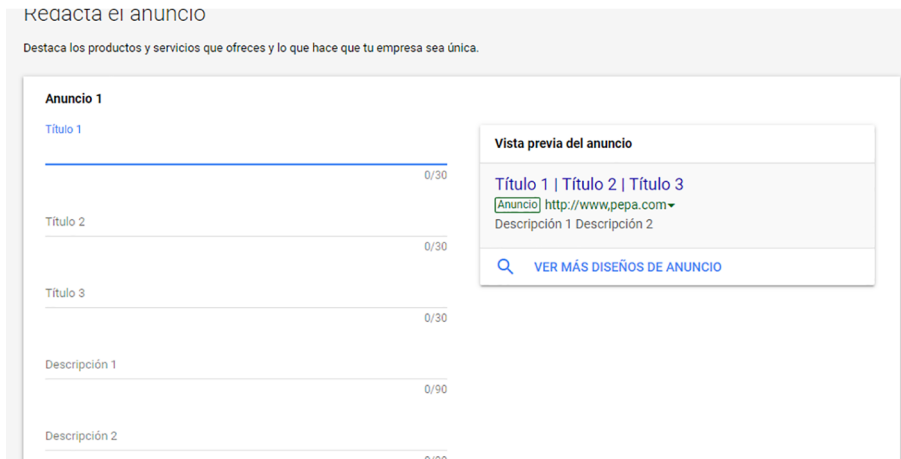 Redacta el anuncio
Destaca los productos y servicios que ofreces y lo que hace que tu empresa sea única.
Anuncio 1
Título 1
0/30
Título 2
0/30
Título 3
0/30
Descripción 1
0/90
Descripción 2
Vista previa del anuncio
Título 1 | Título 2 | Título 3
Anuncio http://www,pepa.com
Descripción 1 Descripción 2
VER MÁS DISEÑOS DE ANUNCIO